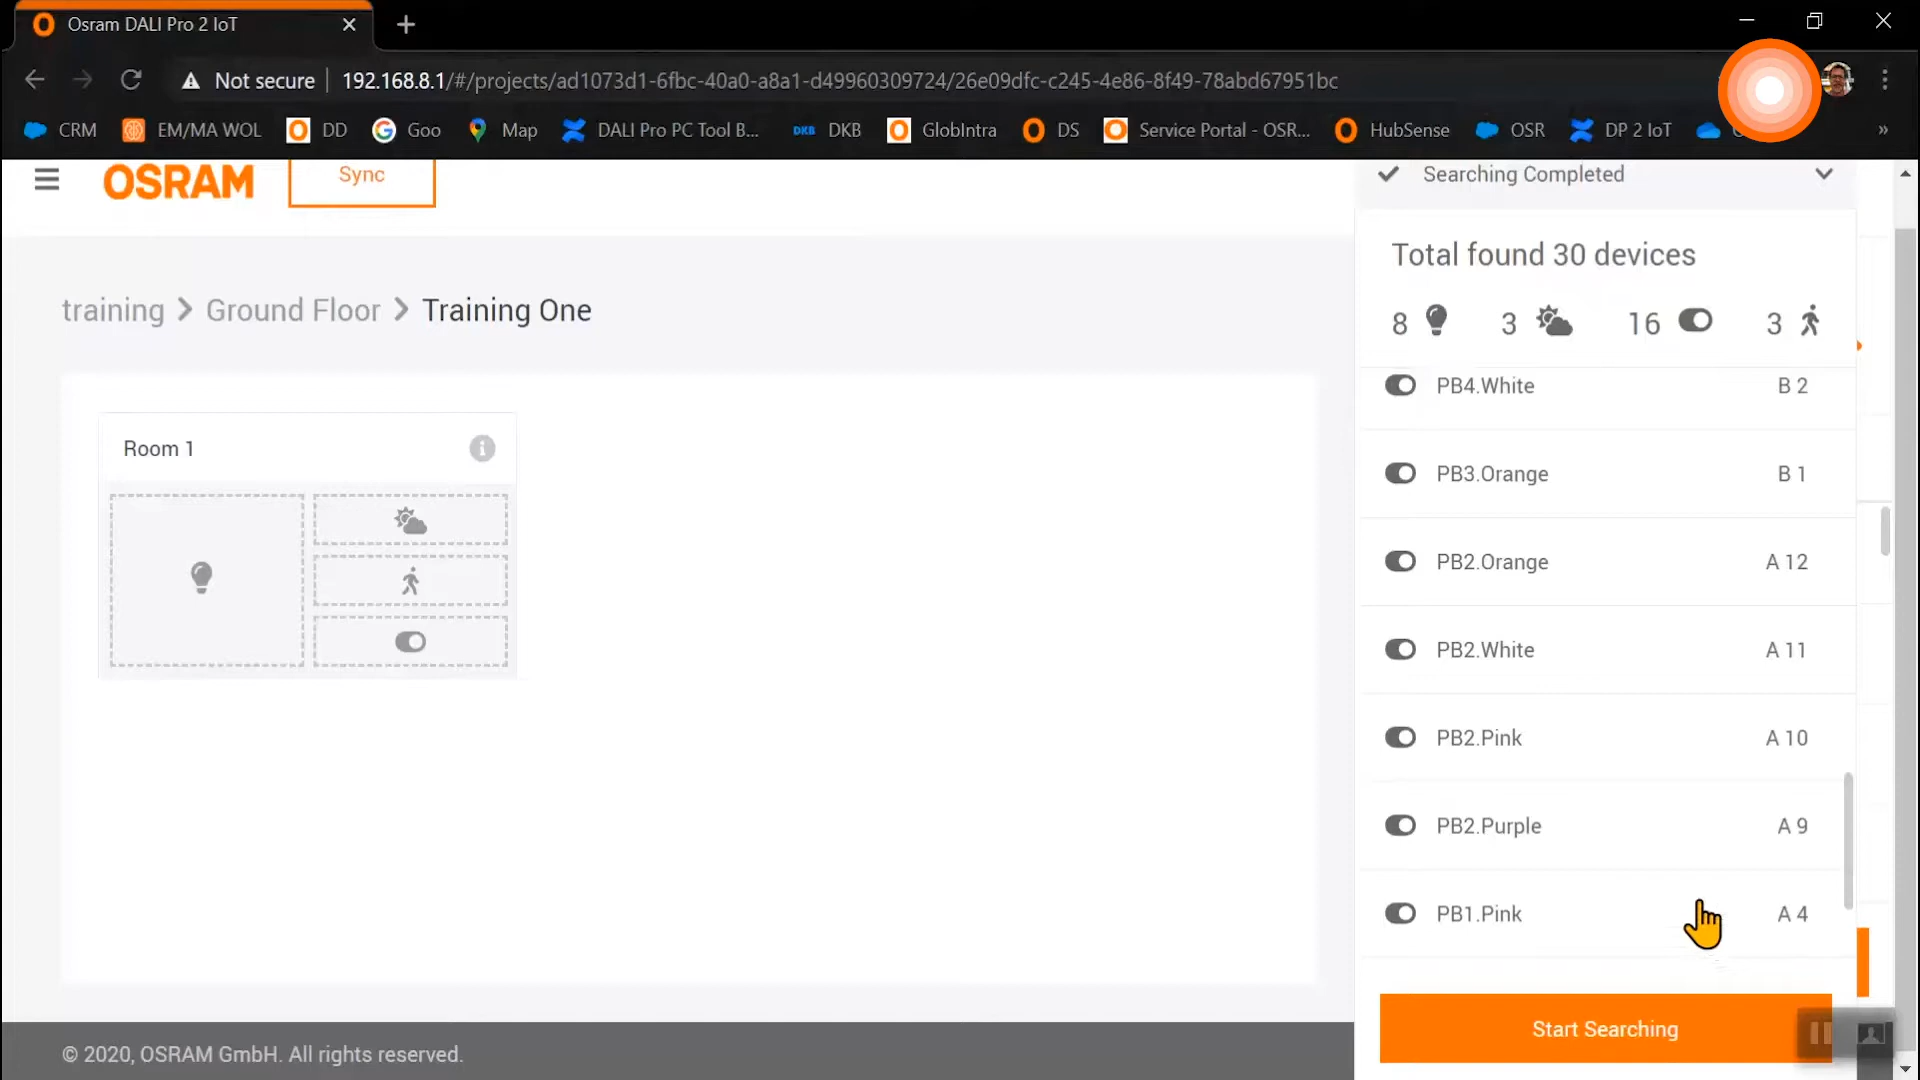 Osram DALI Pro 2 IoT
Not secure
192.168.8.1/#/projects/ad1073d1-6fbc-40a0-a8a1-d49960309724/26e09dfc-c245-4e86-8f49-78abd67951bc
CRM EM/MA WOL DD Goo Map DALI Pro PC Tool B... DKB DKB GlobIntra DS Service Portal - OSR... HubSense OSR DP 2 IoT »
OSRAM Sync
Searching Completed
Total found 30 devices
8 3 16 3
training > Ground Floor > Training One
Room 1
PB4.White B 2
PB3.Orange B 1
PB2.Orange A 12
PB2.White A 11
PB2.Pink A 10
PB2.Purple A 9
PB1.Pink A 4
Start Searching
© 2020, OSRAM GmbH. All rights reserved.